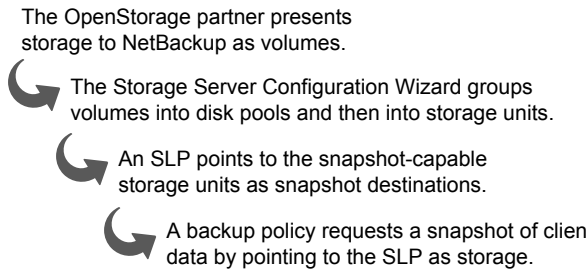 The OpenStorage partner presents
storage to NetBackup as volumes.
The Storage Server Configuration Wizard groups
volumes into disk pools and then into storage units.
An SLP points to the snapshot-capable
storage units as snapshot destinations.
A backup policy requests a snapshot of client
data by pointing to the SLP as storage.